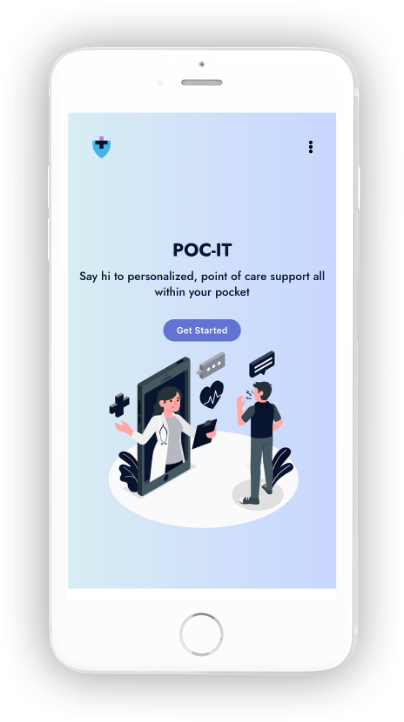 POC-IT
Say hi to personalized, point of care support all
within your pocket
Get Started